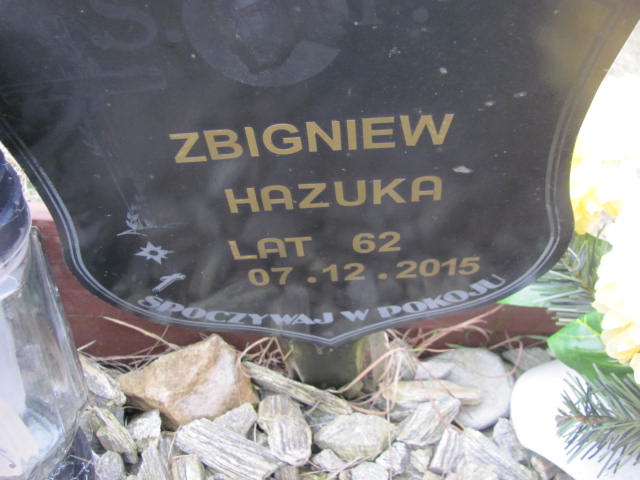 Ś. P.
ZBIGNIEW
HAZUKA
LAT 62
07.12.2015
SPOCZYWAJ W POKOJU